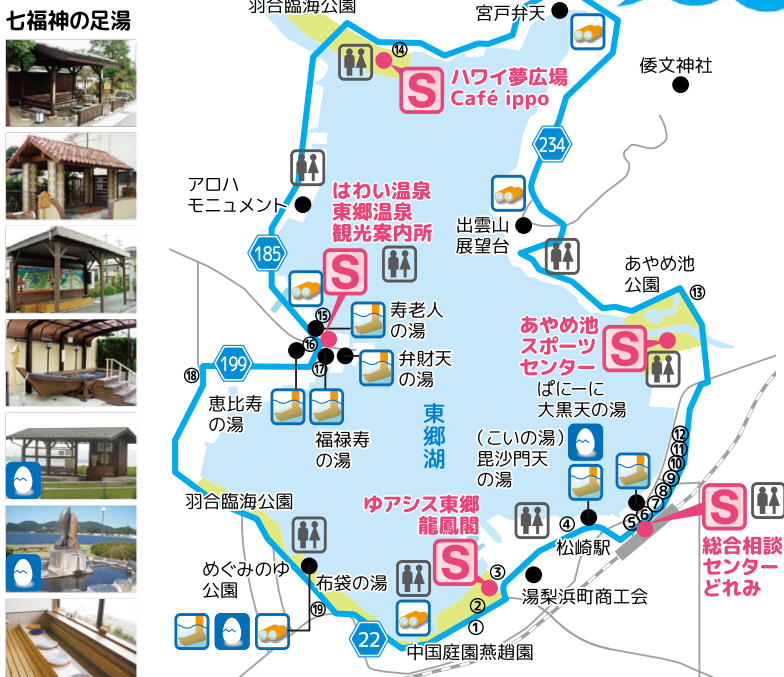 七福神の足湯
羽合臨海公園
宮戸弁天
⑭
S
ハワイ夢広場
Café ippo
倭文神社
234
アロハ
モニュメント
はわい温泉
東郷温泉
観光案内所
S
出雲山
展望台
185
あやめ池
公園
⑬
⑮
寿老人
の湯
⑯
⑰
弁財天
の湯
あやめ池
スポーツ
センター
S
199
⑱
恵比寿
の湯
福禄寿
の湯
東郷湖
ぱにーに
大黒天の湯
(こいの湯)
毘沙門天
の湯
⑫
⑪
⑩
⑨
⑧
⑦
⑥
⑤
④
松崎駅
S
総合相談
センター
どれみ
羽合臨海公園
ゆアシス東郷
龍鳳閣
S
③
②
①
湯梨浜町商工会
めぐみのゆ
公園
布袋の湯
⑲
22
中国庭園燕趙園